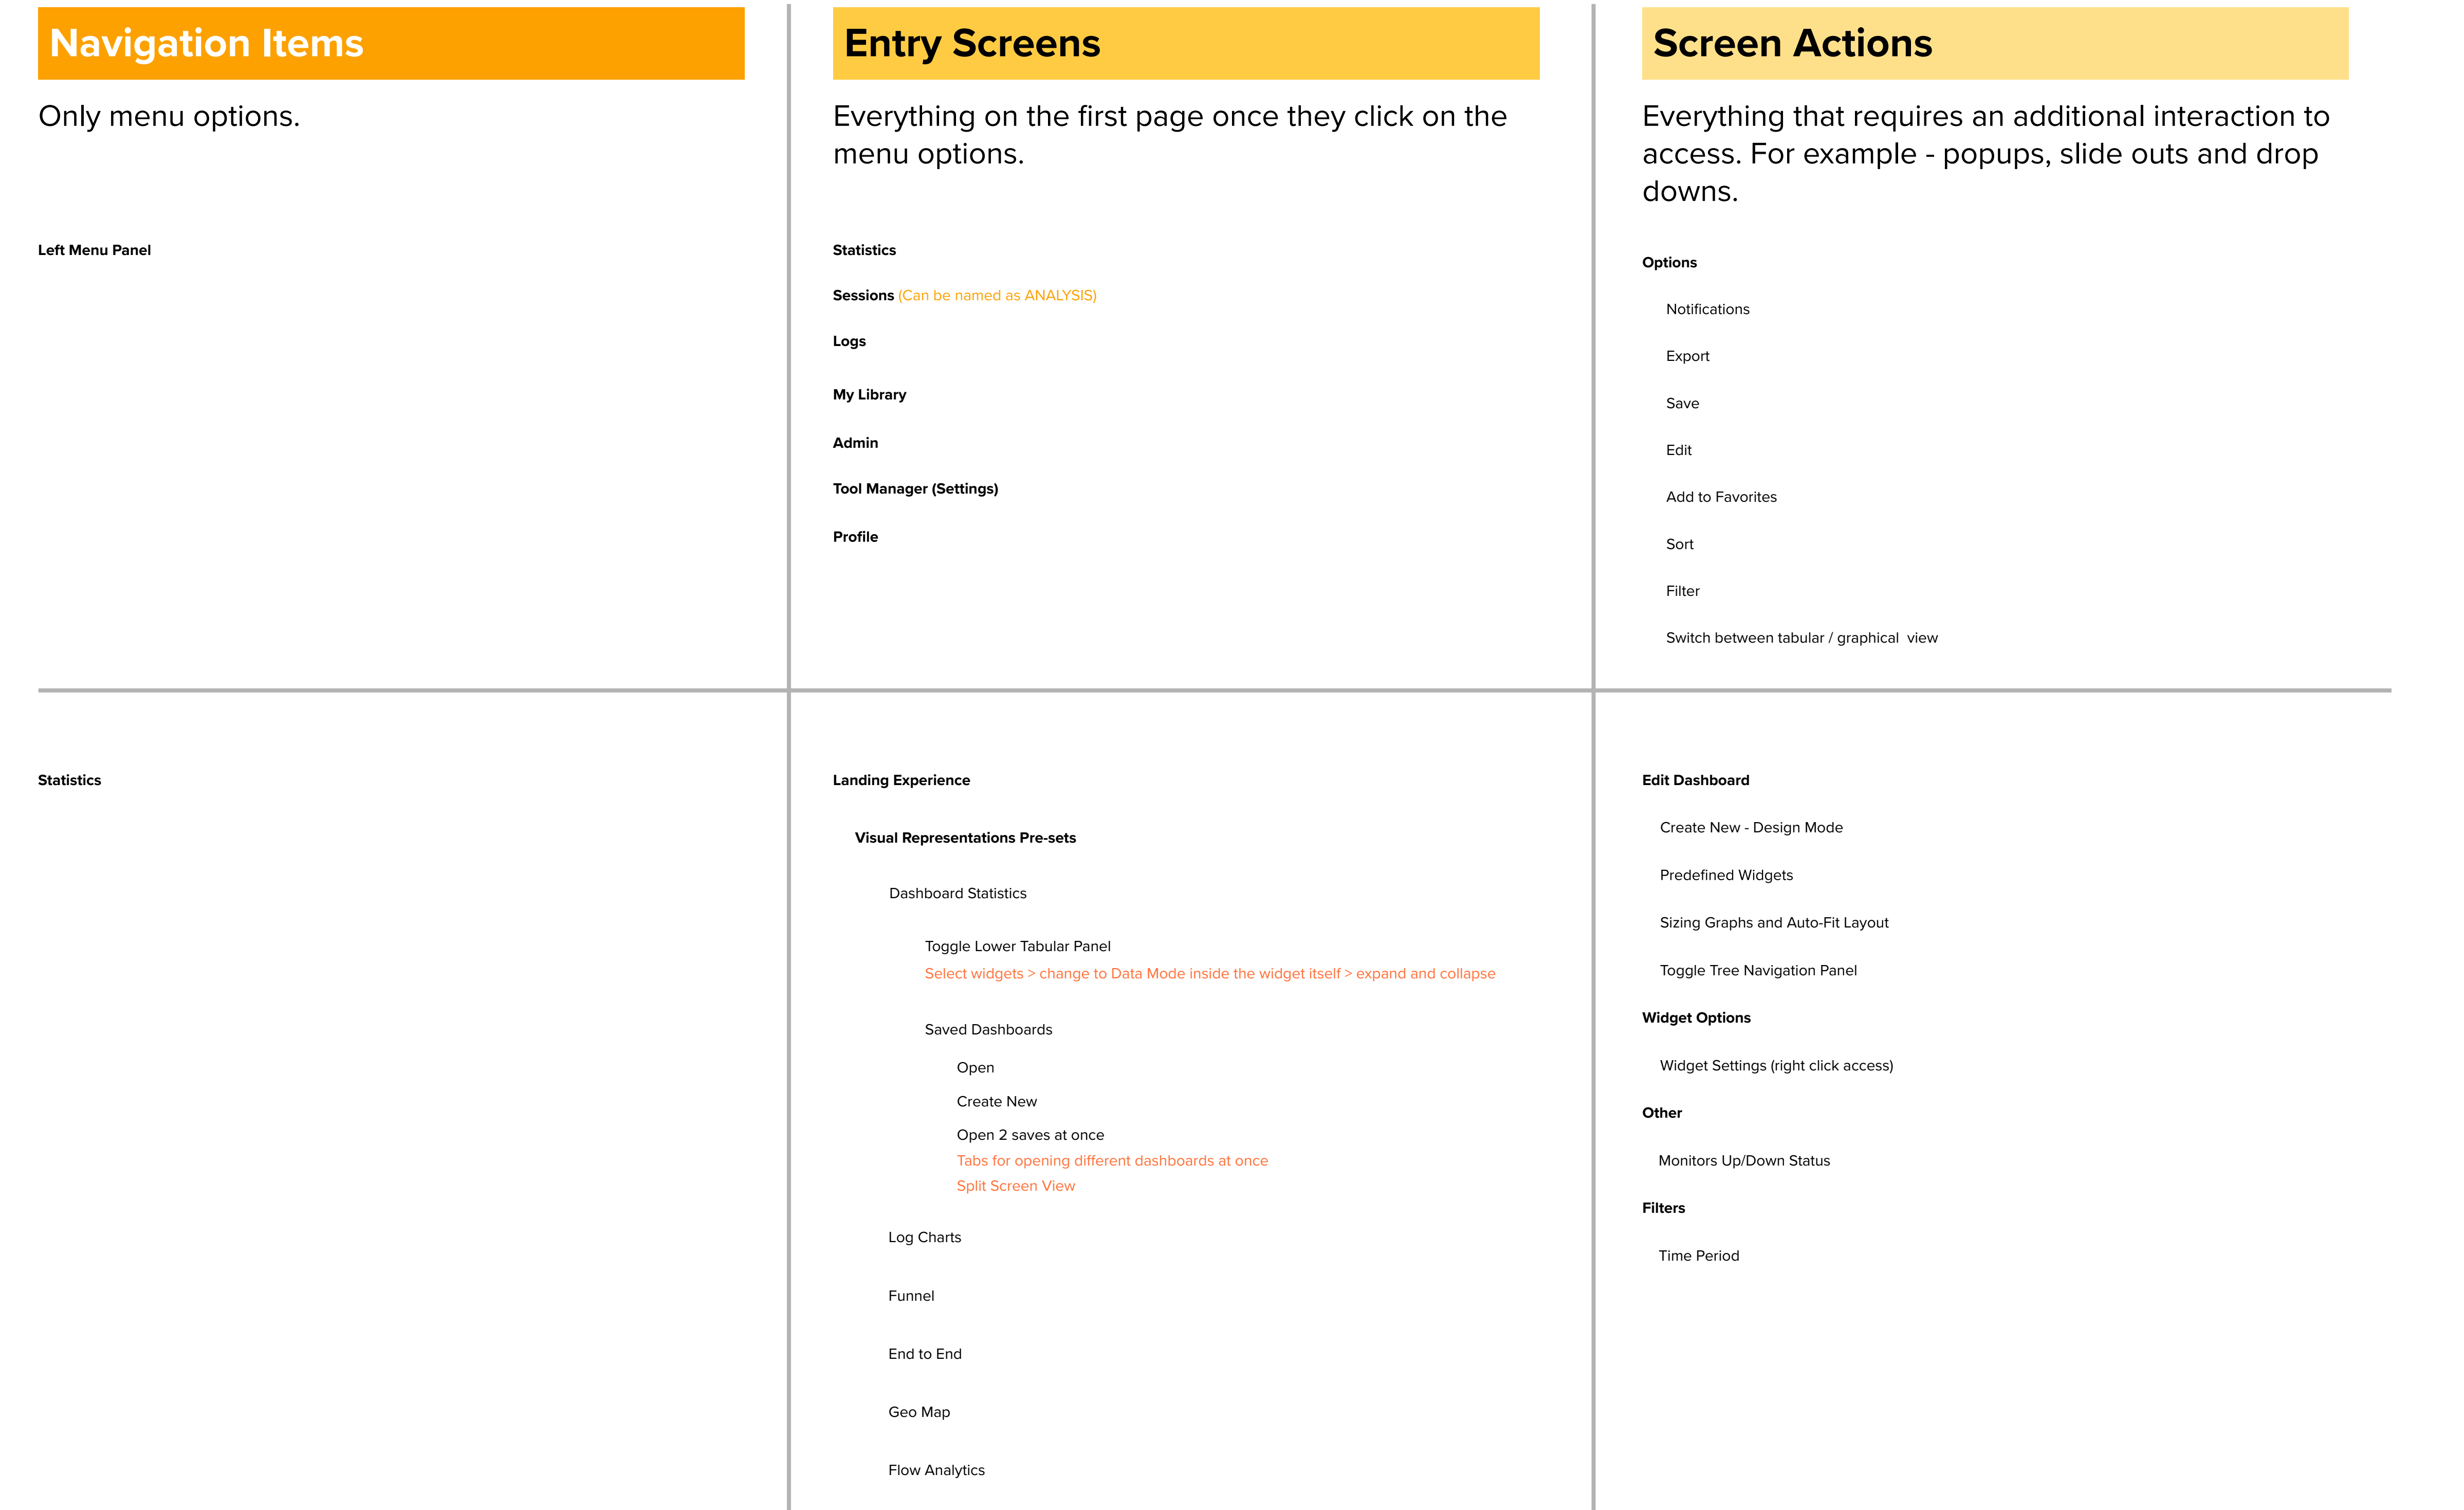 Navigation Items
Only menu options.
Left Menu Panel
Entry Screens
Everything on the first page once they click on the
menu options.
Statistics
Sessions (Can be named as ANALYSIS)
Logs
My Library
Admin
Tool Manager (Settings)
Profile
Screen Actions
Everything that requires an additional interaction to
access. For example - popups, slide outs and drop
downs.
Options
Notifications
Export
Save
Edit
Add to Favorites
Sort
Filter
Switch between tabular / graphical  view
Statistics
Landing Experience
Visual Representations Pre-sets
Dashboard Statistics
Toggle Lower Tabular Panel
Select widgets > change to Data Mode inside the widget itself > expand and collapse
Saved Dashboards
Open
Create New
Open 2 saves at once
Tabs for opening different dashboards at once
Split Screen View
Log Charts
Funnel
End to End
Geo Map
Flow Analytics
Edit Dashboard
Create New - Design Mode
Predefined Widgets
Sizing Graphs and Auto-Fit Layout
Toggle Tree Navigation Panel
Widget Options
Widget Settings (right click access)
Other
Monitors Up/Down Status
Filters
Time Period